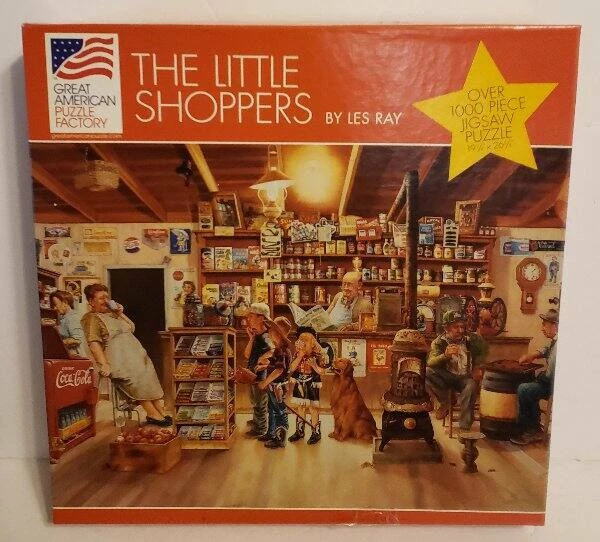 GREAT
AMERICAN
PUZZLE
FACTORY
THE LITTLE
SHOPPERS BY LES RAY
OVER
1000 PIECE
JIGSAW
PUZZLE
Coca-Cola